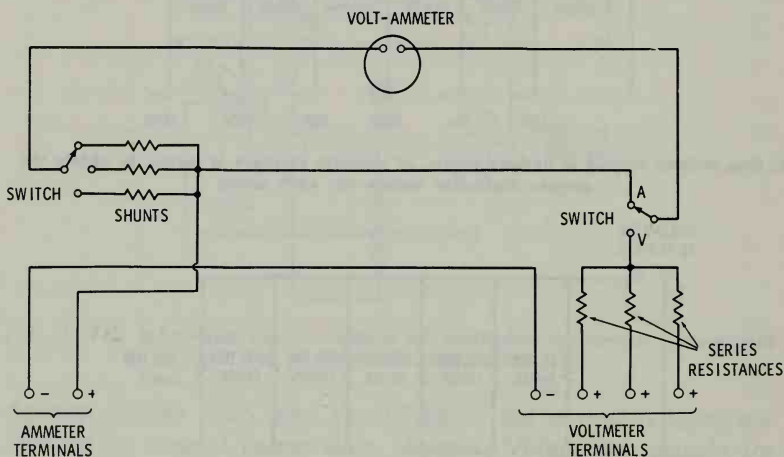 VOLT-AMMETER
SWITCH
SHUNTS
A
SWITCH
V
SERIES
RESISTANCES
- +
- + + +
AMMETER
TERMINALS
VOLTMETER
TERMINALS